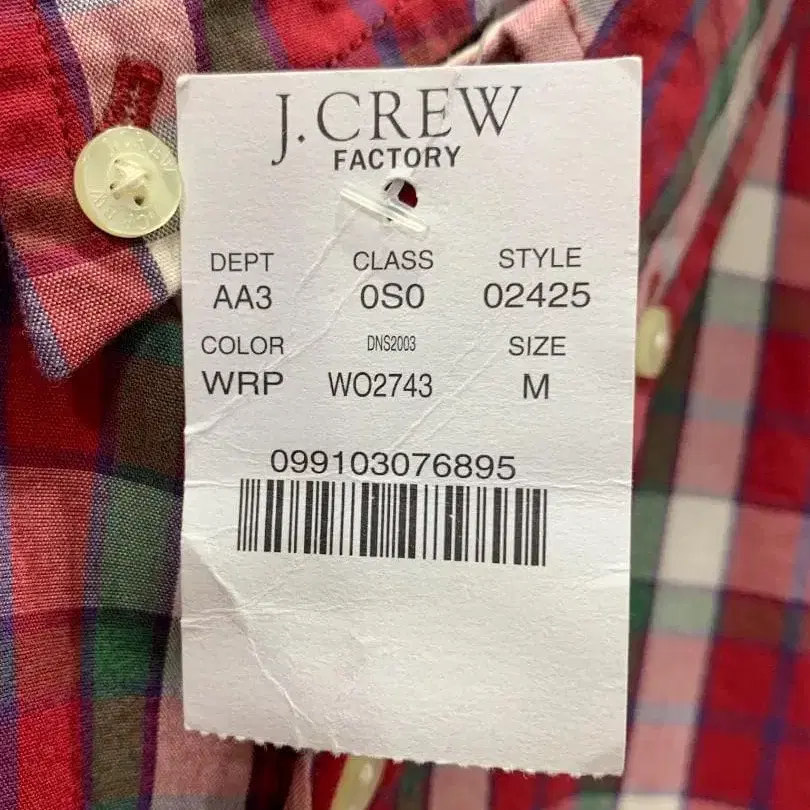 J.CREW
FACTORY
DEPT CLASS STYLE
AA3 0S0 02425
COLOR DNS2003 SIZE
WRP WO2743 M
099103076895